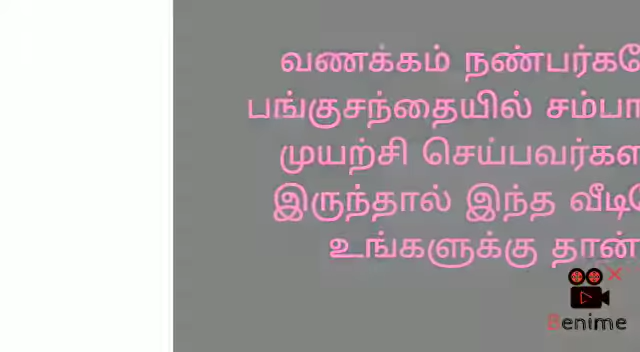 வணக்கம்
பங்குசந்தையில்
முயற்சி
இருந்தால் இந்த
உங்களுக்கு தான்
Benime